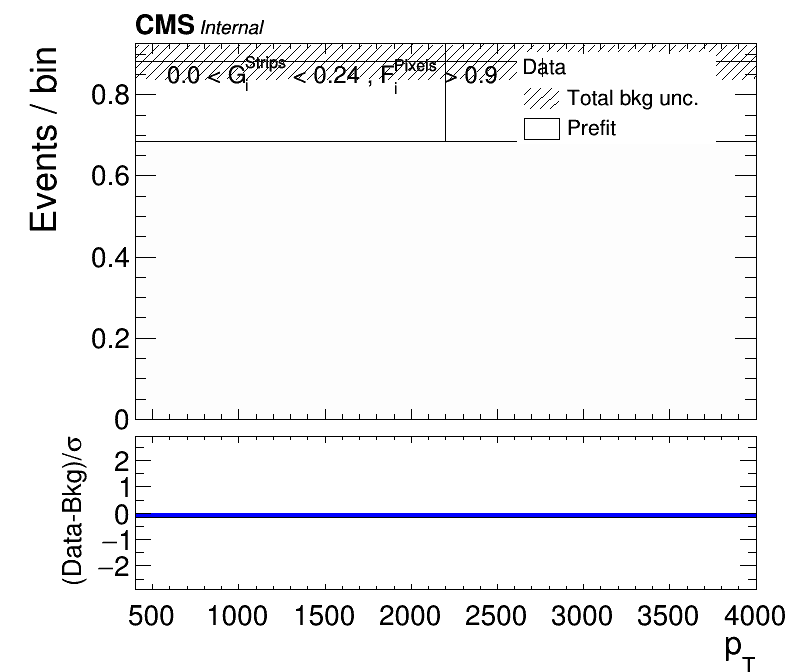 CMS Internal
0.0 < G_i^Strips < 0.24 , F_i^Pixels > 0.9
Data
Total bkg unc.
Prefit
Events / bin
0.8
0.6
0.4
0.2
0
(Data-Bkg)/σ
2
1
0
−1
−2
500 1000 1500 2000 2500 3000 3500 4000
p_T